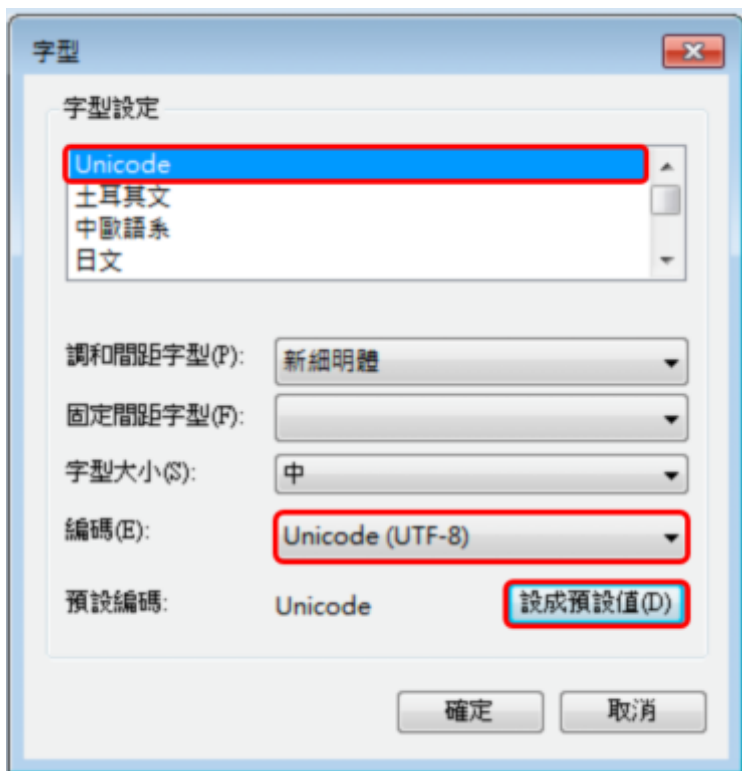 字型
字型設定
Unicode
土耳其文
中歐語系
日文
調和間距字型(P):
新細明體
固定間距字型(F):
字型大小(S):
中
編碼(E):
Unicode (UTF-8)
預設編碼:
Unicode
設成預設值(D)
確定
取消